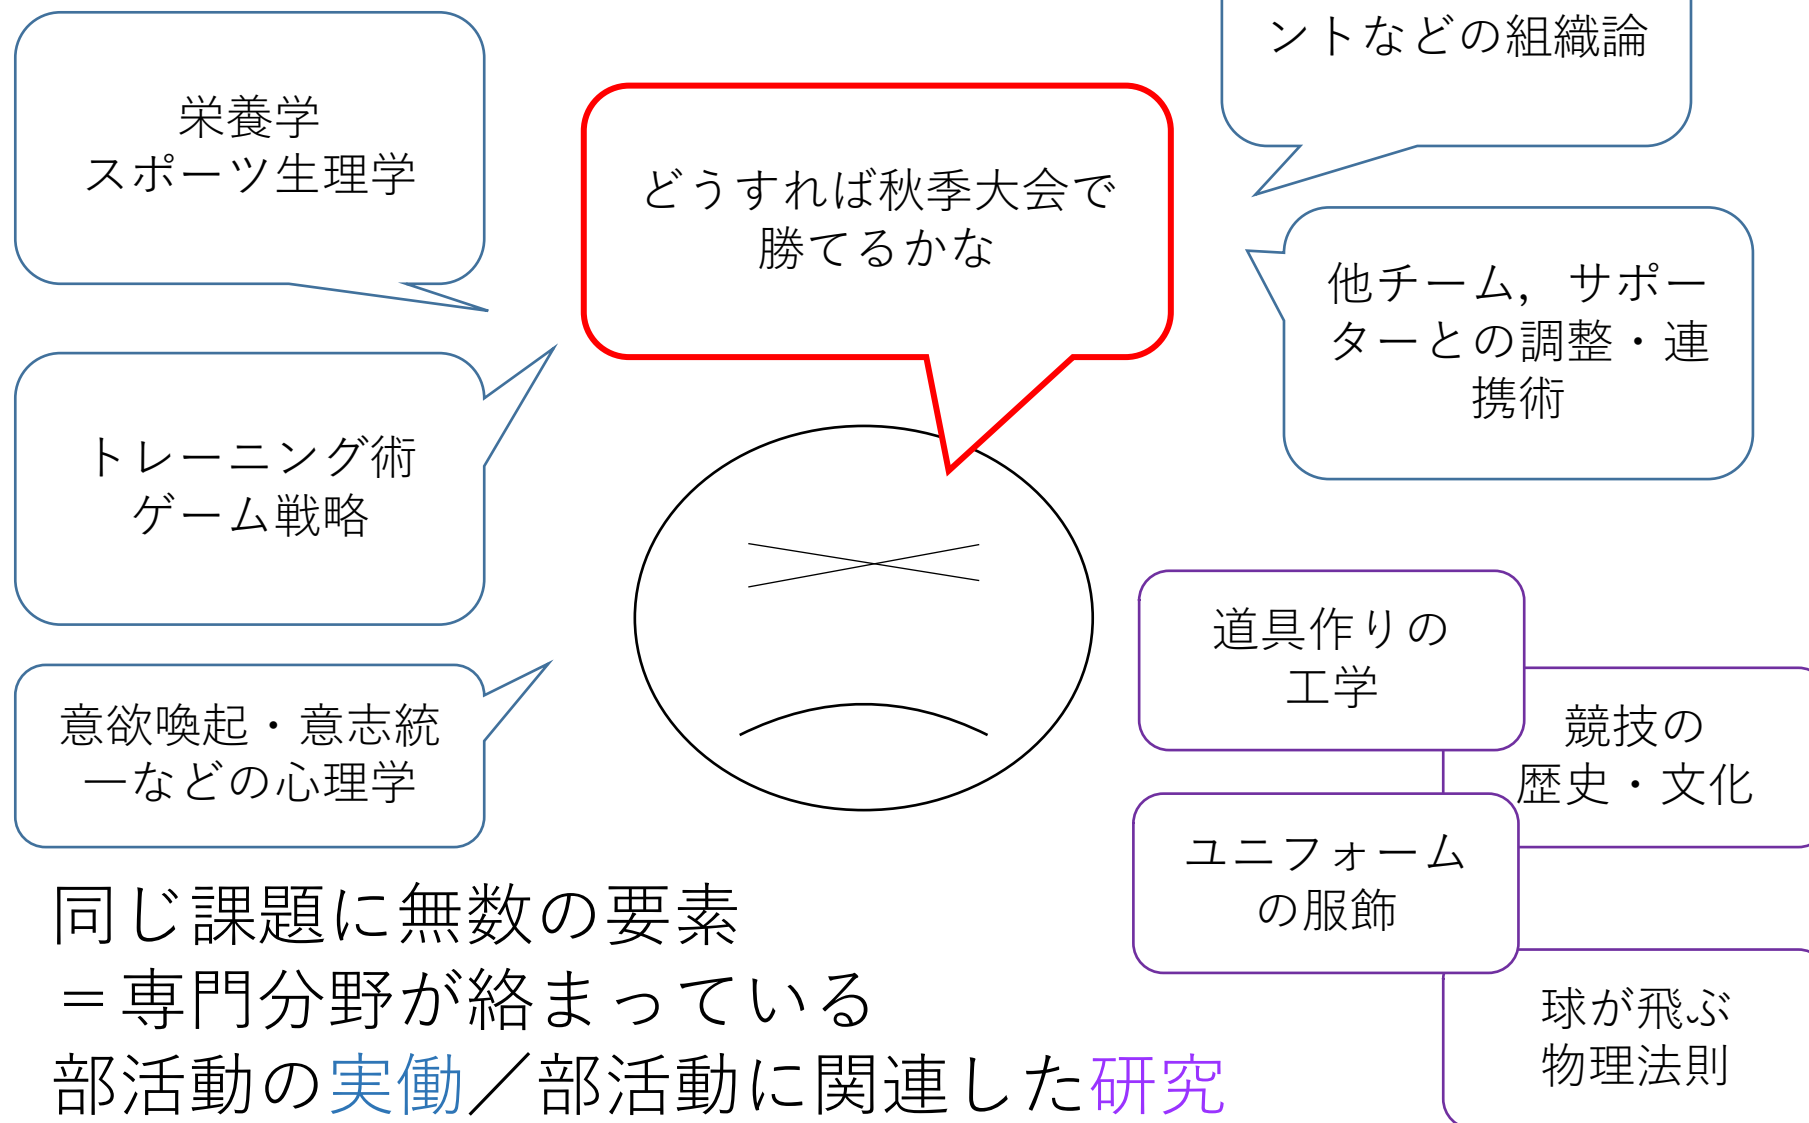 ントなどの組織論
栄養学
スポーツ生理学
どうすれば秋季大会で
勝てるかな
他チーム，サポー
ターとの調整・連
携術
トレーニング術
ゲーム戦略
意欲喚起・意志統
一などの心理学
道具作りの
工学
競技の
歴史・文化
ユニフォーム
の服飾
球が飛ぶ
物理法則
同じ課題に無数の要素
＝専門分野が絡まっている
部活動の実働／部活動に関連した研究